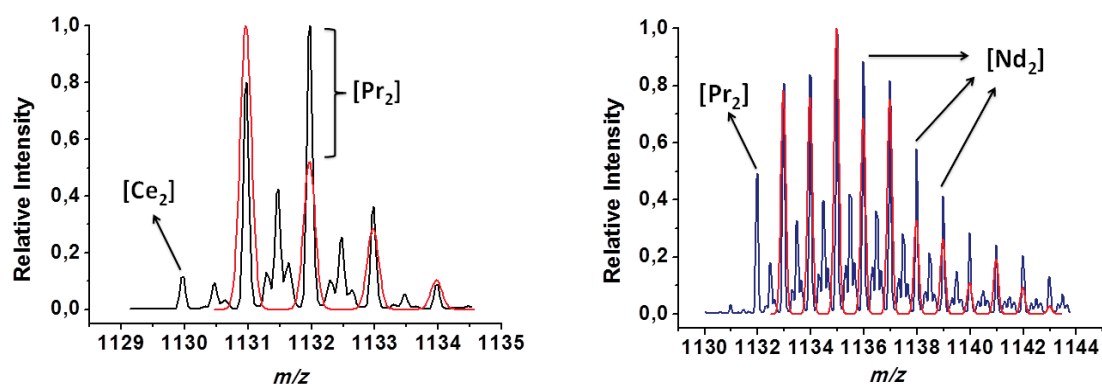 Relative Intensity
1,0
0,8
0,6
0,4
0,2
0,0
[Ce₂]
[Pr₂]
1129 1130 1131 1132 1133 1134 1135
m/z
Relative Intensity
1,0
0,8
0,6
0,4
0,2
0,0
[Pr₂]
[Nd₂]
1130 1132 1134 1136 1138 1140 1142 1144
m/z